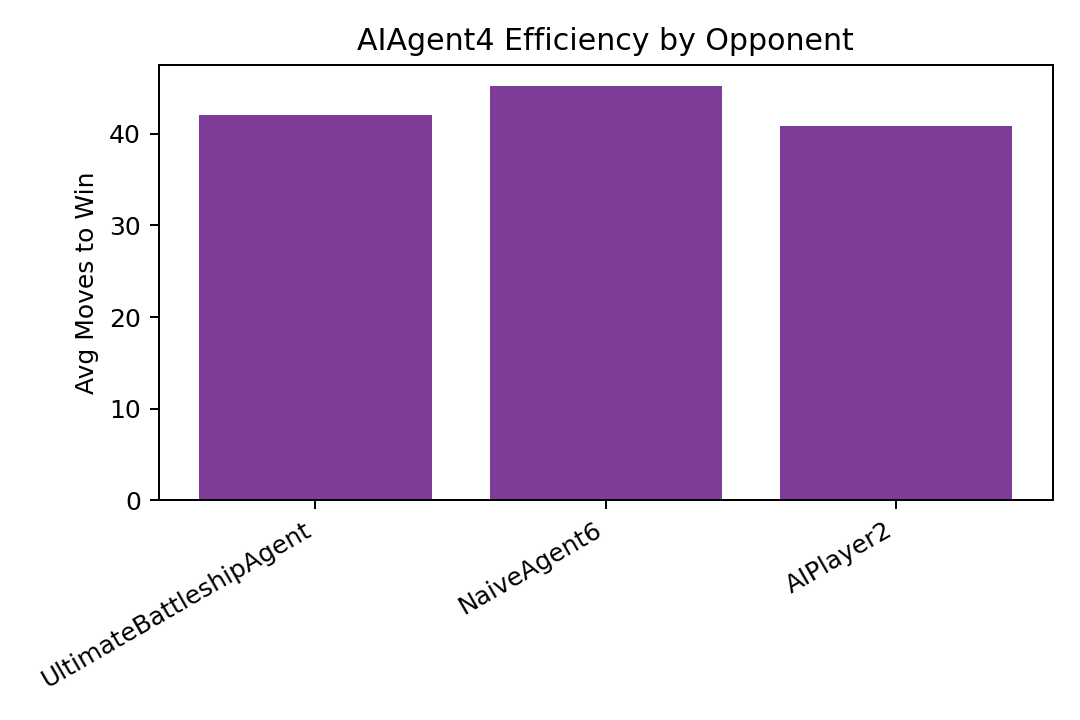 AIAgent4 Efficiency by Opponent
Avg Moves to Win
40
30
20
10
0
UltimateBattleshipAgent
NaiveAgent6
AIPlayer2